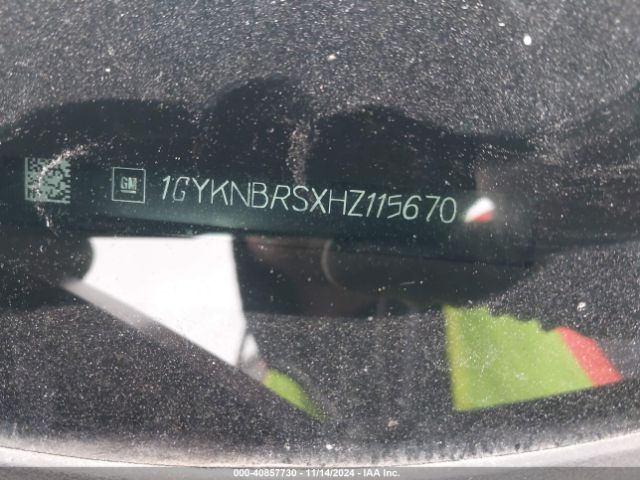 GM 1GYKNBRSXHZ115670
000-40857730 - 11/14/2024 - IAA Inc.